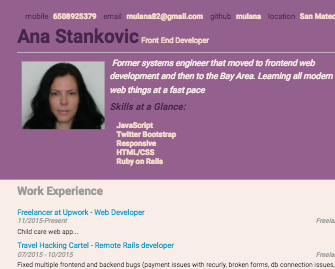 mobile 6508925379 email mulana82@gmail.com github mulana location San Mateo
Ana Stankovic Front End Developer
Former systems engineer that moved to frontend web
development and then to the Bay Area. Learning all modern
web things at a fast pace
Skills at a Glance:
JavaScript
Twitter Bootstrap
Responsive
HTML/CSS
Ruby on Rails
Work Experience
Freelancer at Upwork - Web Developer
11/2015-Present Freela
Child care web app...
Travel Hacking Cartel - Remote Rails developer
07/2015 - 10/2015 Freela
Fixed multiple frontend and backend bugs (payment issues with recurly, broken forms, db connection issues,